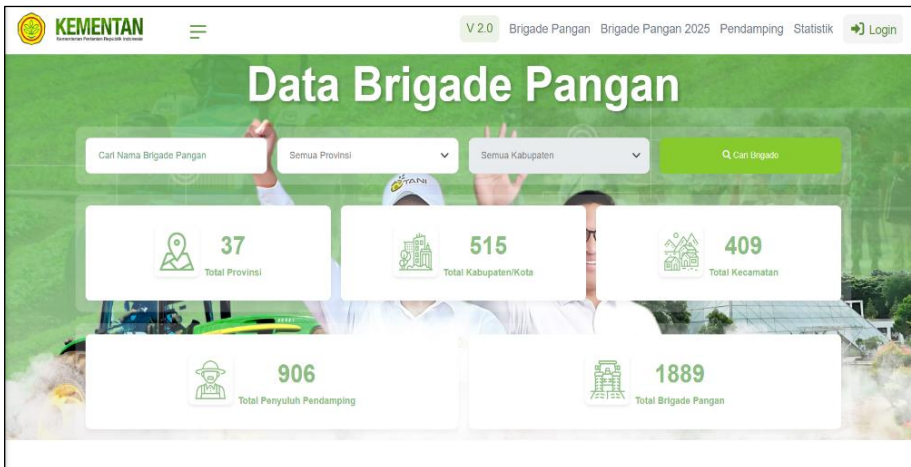 KEMENTAN
Kementerian Pertanian Republik Indonesia
V 2.0 Brigade Pangan Brigade Pangan 2025 Pendamping Statistik Login
Data Brigade Pangan
Cari Nama Brigade Pangan
Semua Provinsi
Semua Kabupaten
Cari Brigade
TANI
37
Total Provinsi
515
Total Kabupaten/Kota
409
Total Kecamatan
906
Total Penyuluh Pendamping
1889
Total Brigade Pangan